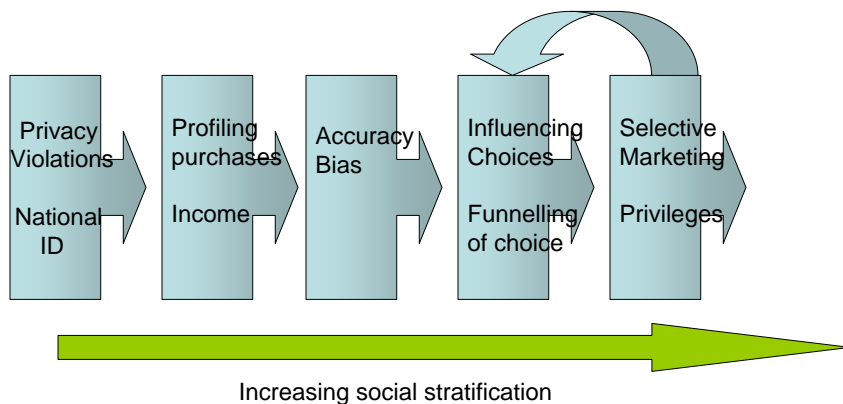 Privacy
Violations
National
ID
Profiling
purchases
Income
Accuracy
Bias
Influencing
Choices
Funnelling
of choice
Selective
Marketing
Privileges
Increasing social stratification